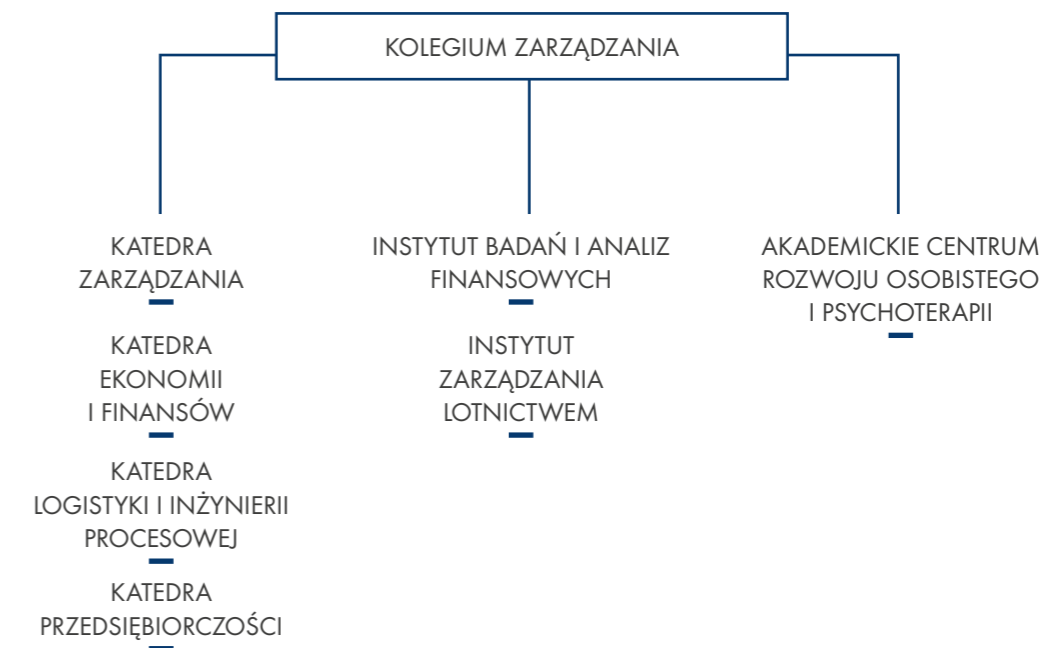 KOLEGIUM ZARZĄDZANIA
KATEDRA
ZARZĄDZANIA
KATEDRA
EKONOMII
I FINANSÓW
KATEDRA
LOGISTYKI I INŻYNIERII
PROCESOWEJ
KATEDRA
PRZEDSIĘBIORCZOŚCI
INSTYTUT BADAŃ I ANALIZ
FINANSOWYCH
INSTYTUT
ZARZĄDZANIA
LOTNICTWEM
AKADEMICKIE CENTRUM
ROZWOJU OSOBISTEGO
I PSYCHOTERAPII